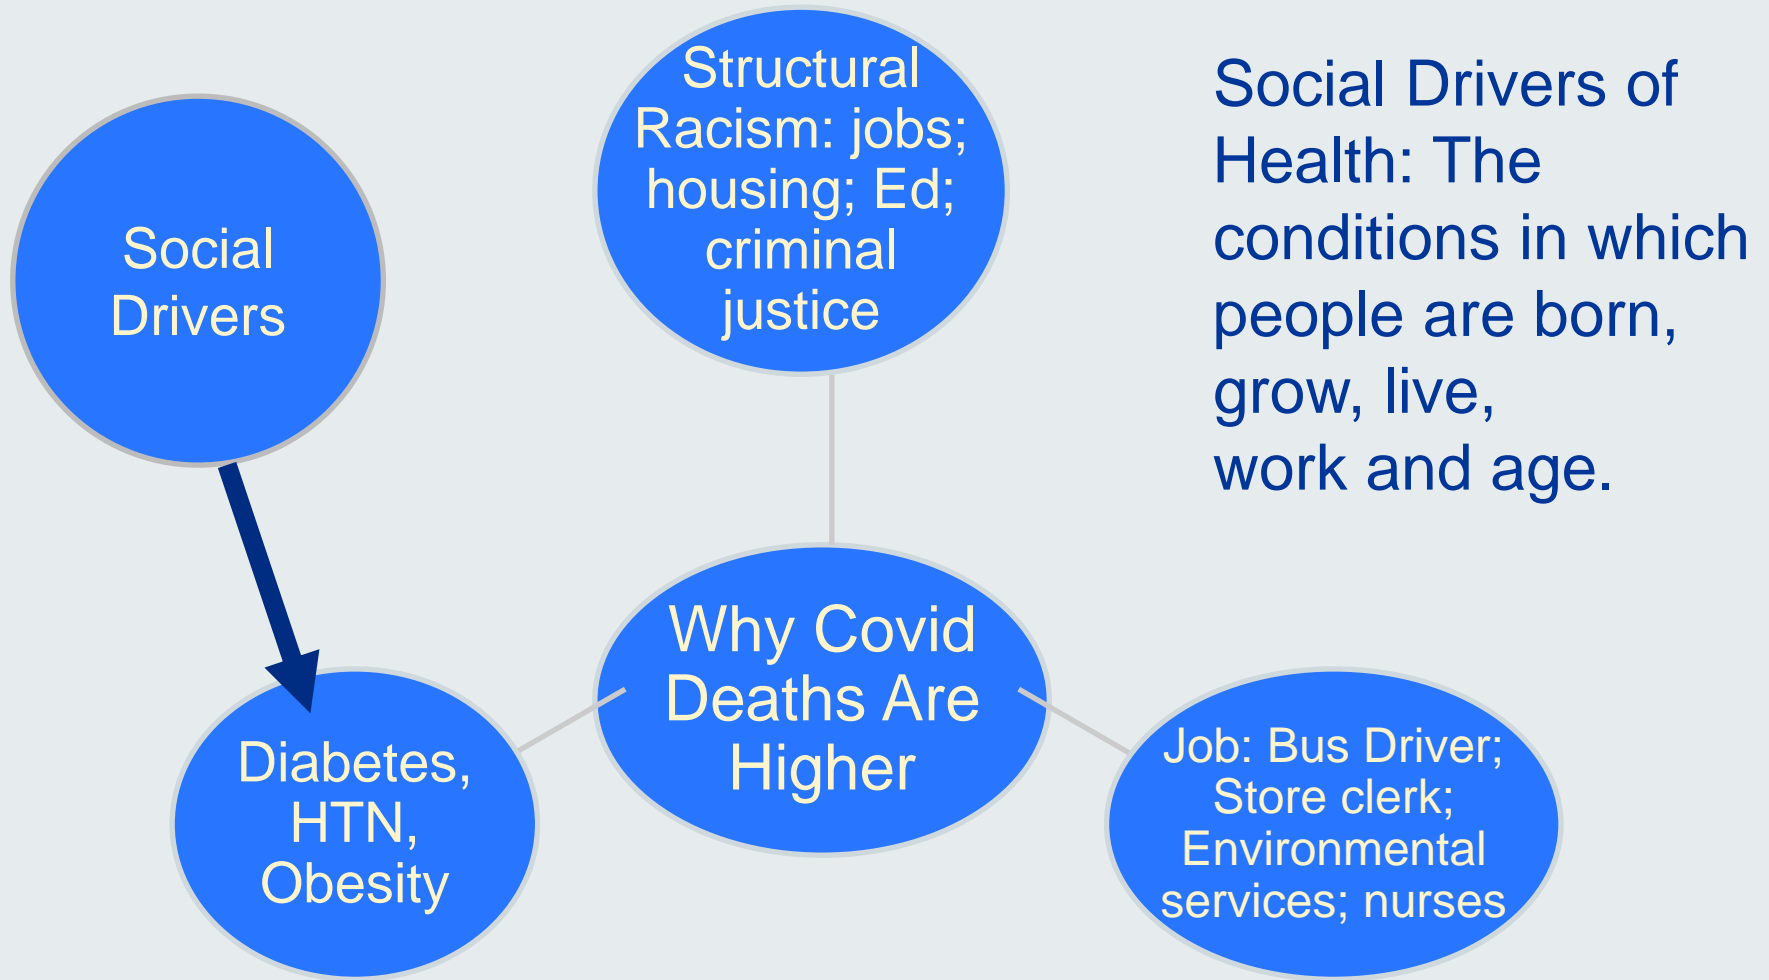 Social
Drivers
Structural
Racism: jobs;
housing; Ed;
criminal
justice
Social Drivers of
Health: The
conditions in which
people are born,
grow, live,
work and age.
Why Covid
Deaths Are
Higher
Diabetes,
HTN,
Obesity
Job: Bus Driver;
Store clerk;
Environmental
services; nurses